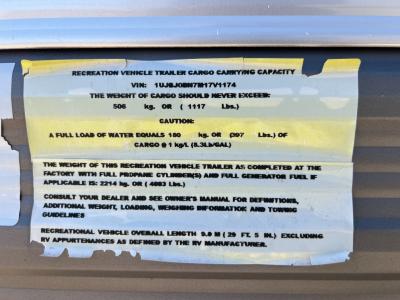 RECREATION VEHICLE TRAILER CARGO CARRYING CAPACITY
VIN: 1UJBJ0BN7M17V1174
THE WEIGHT OF CARGO SHOULD NEVER EXCEED:
506 kg. OR ( 1117 Lbs.)
CAUTION:
A FULL LOAD OF WATER EQUALS 180 kg. OR (397 Lbs.) OF
CARGO @ 1 kg/L (8.3Lb/GAL)
THE WEIGHT OF THIS RECREATION VEHICLE TRAILER AS COMPLETED AT THE
FACTORY WITH FULL PROPANE CYLINDER(S) AND FULL GENERATOR FUEL IF
APPLICABLE IS: 2214 kg. OR ( 4883 Lbs.)
CONSULT YOUR DEALER AND SEE OWNER'S MANUAL FOR DEFINITIONS,
ADDITIONAL WEIGHT, LOADING, WEIGHING INFORMATION AND TOWING
GUIDELINES
RECREATIONAL VEHICLE OVERALL LENGTH 9.0 M ( 29 FT. 5 IN.) EXCLUDING
RV APPURTENANCES AS DEFINED BY THE RV MANUFACTURER.